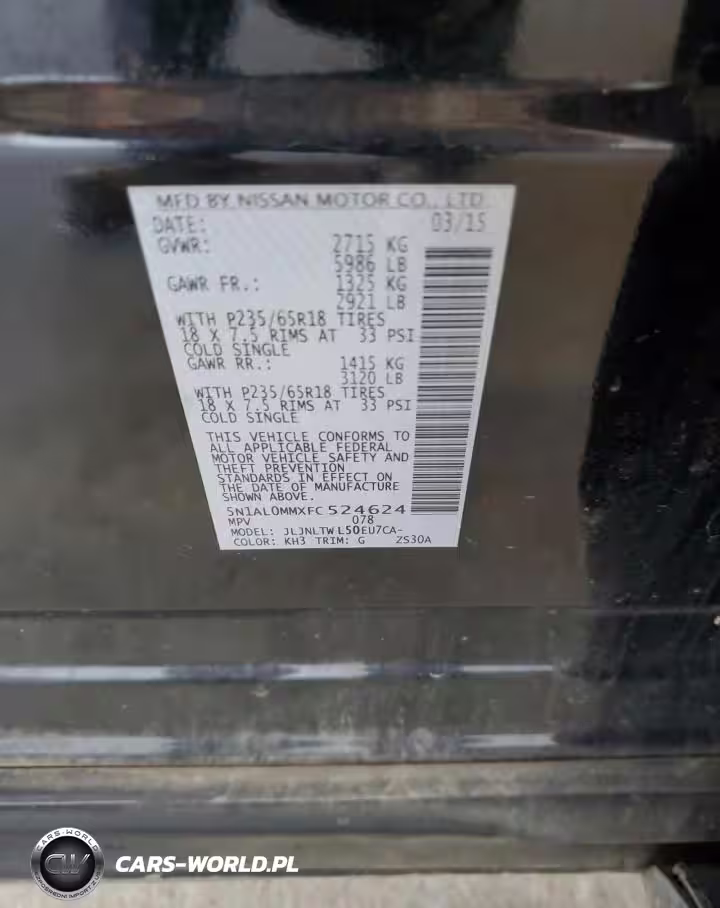 MFD BY NISSAN MOTOR CO., LTD
DATE: 03/15
GVWR: 2715 KG
5986 LB
GAWR FR.: 1325 KG
2921 LB
WITH P235/65R18 TIRES
18 X 7.5 RIMS AT 33 PSI
COLD SINGLE
GAWR RR.: 1415 KG
3120 LB
WITH P235/65R18 TIRES
18 X 7.5 RIMS AT 33 PSI
COLD SINGLE
THIS VEHICLE CONFORMS TO
ALL APPLICABLE FEDERAL
MOTOR VEHICLE SAFETY AND
THEFT PREVENTION
STANDARDS IN EFFECT ON
THE DATE OF MANUFACTURE
SHOWN ABOVE.
5N1AL0MMXFC524624
MPV 078
MODEL: JLJNLTWL50EU7CA-
COLOR: KH3 TRIM: G ZS30A
CARS-WORLD
CW
CARS-WORLD.PL